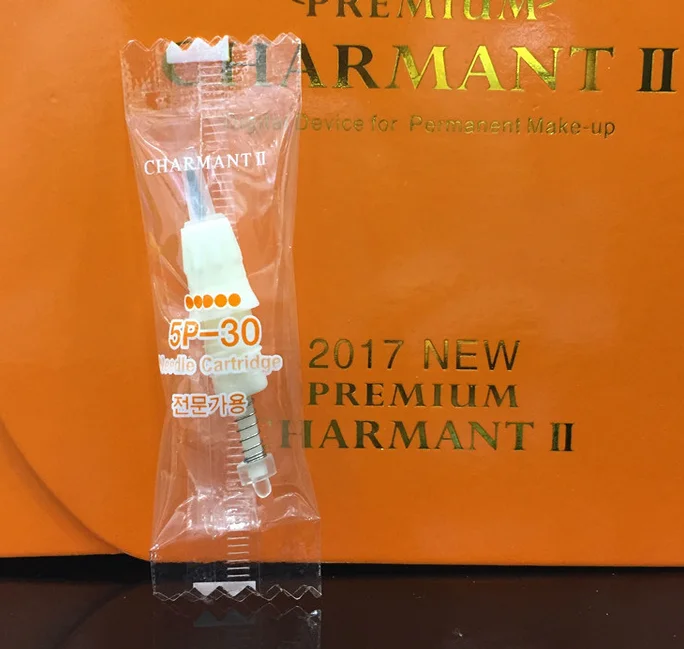 PREMIUM
CHARMANT II
Digital Device for Permanent Make-up
CHARMANT II
5P-30
Needle Cartridge
전문가용
2017 NEW
PREMIUM
CHARMANT II